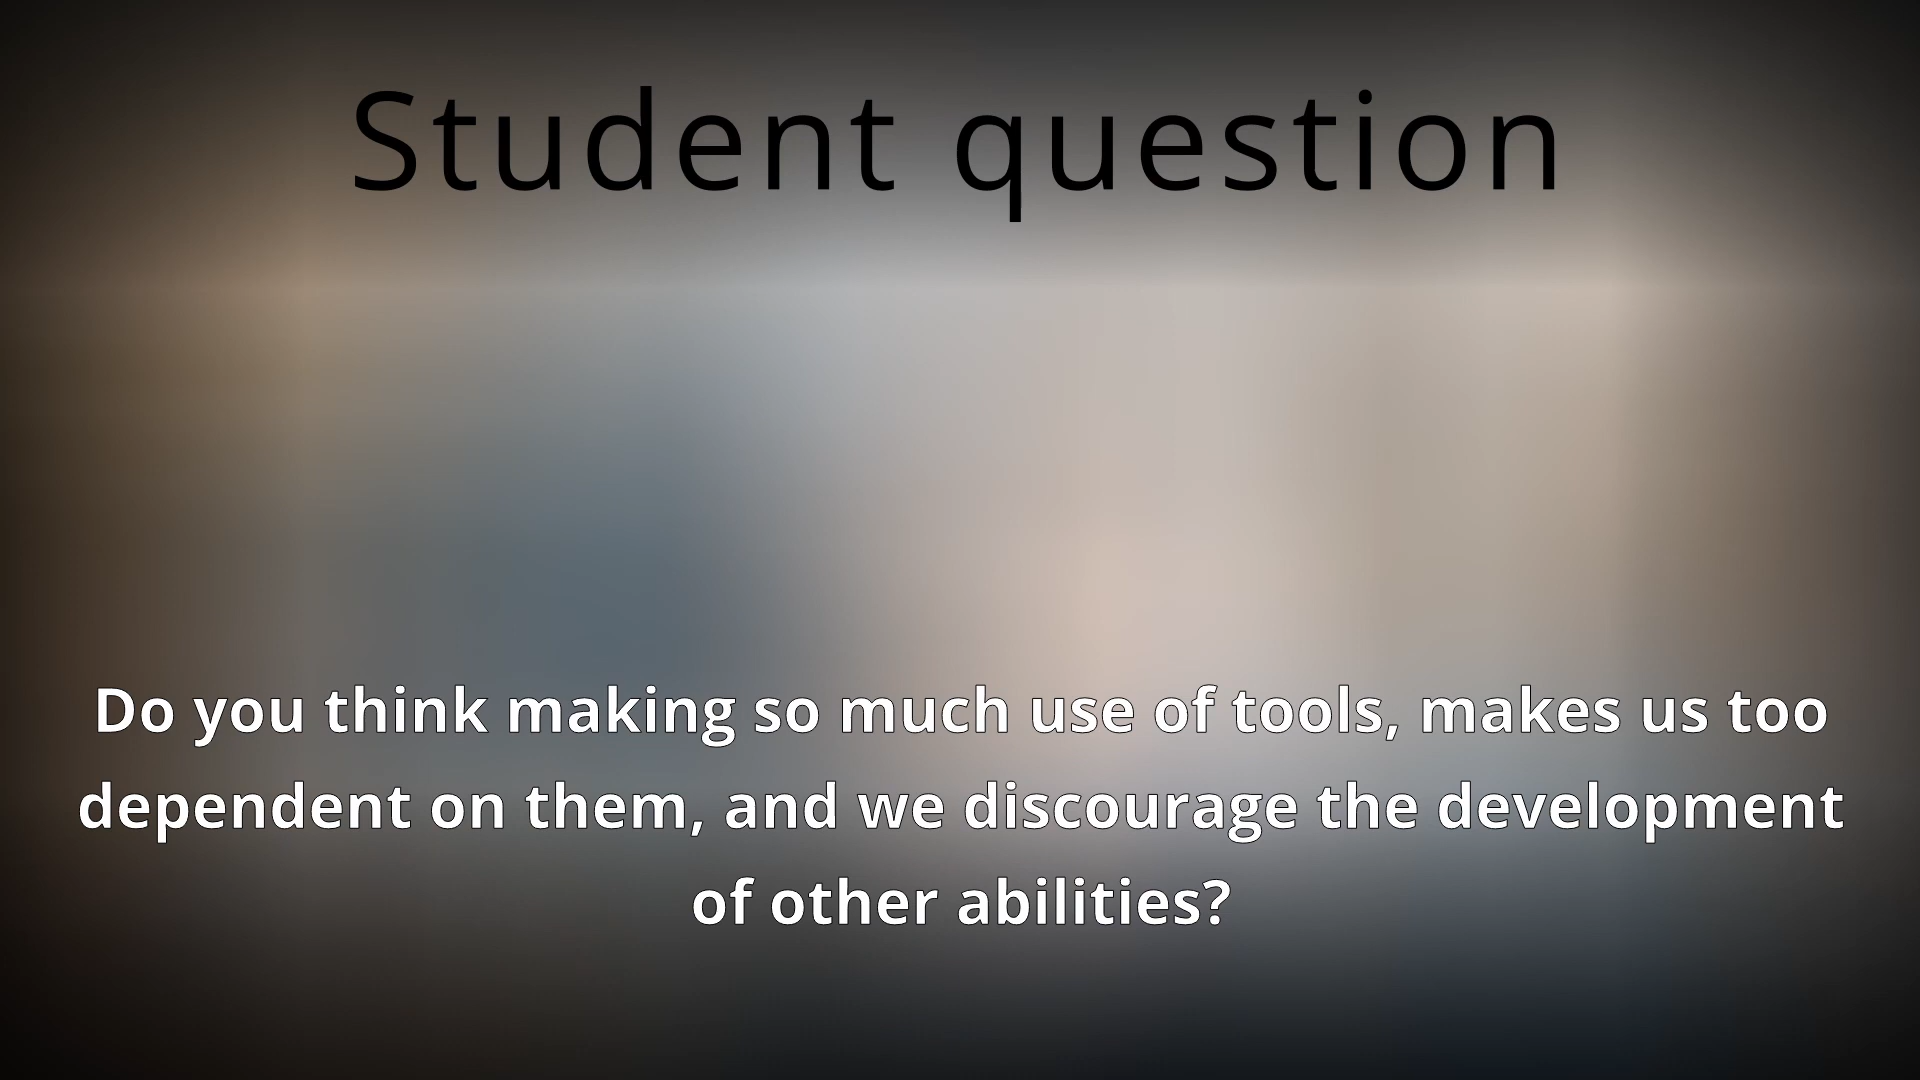 Student question
Do you think making so much use of tools, makes us too
dependent on them, and we discourage the development
of other abilities?